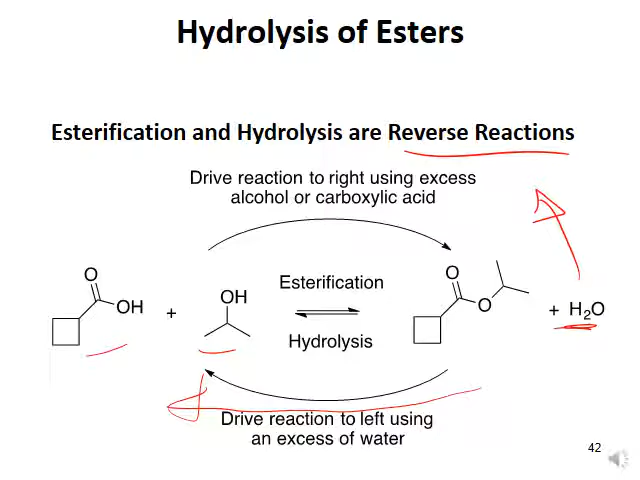 Hydrolysis of Esters
Esterification and Hydrolysis are Reverse Reactions
Drive reaction to right using excess
alcohol or carboxylic acid
O
OH
+
OH
Esterification
Hydrolysis
O
O
+ H₂O
Drive reaction to left using
an excess of water
42